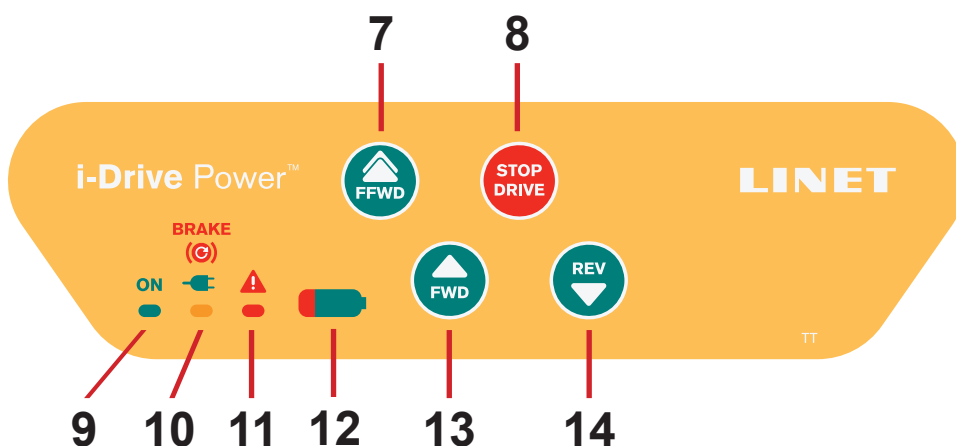 7 8
i-Drive Power™
FFWD
STOP
DRIVE
LINET
BRAKE
ON
FWD
REV
TT
9 10 11 12 13 14